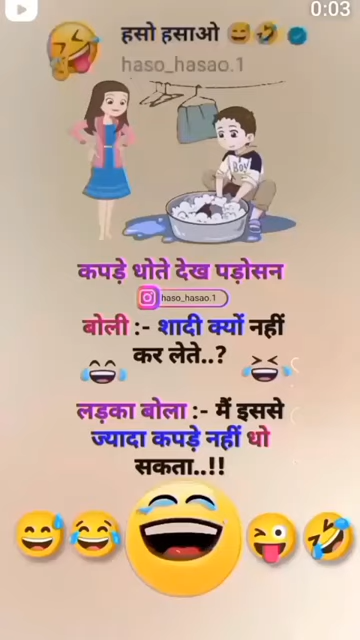 0:03
हसो हसाओ
haso_hasao.1
Boy
कपड़े धोते देख पड़ोसन
haso_hasao.1
बोली :- शादी क्यों नहीं
कर लेते..?
लड़का बोला :- मैं इससे
ज्यादा कपड़े नहीं धो
सकता..!!